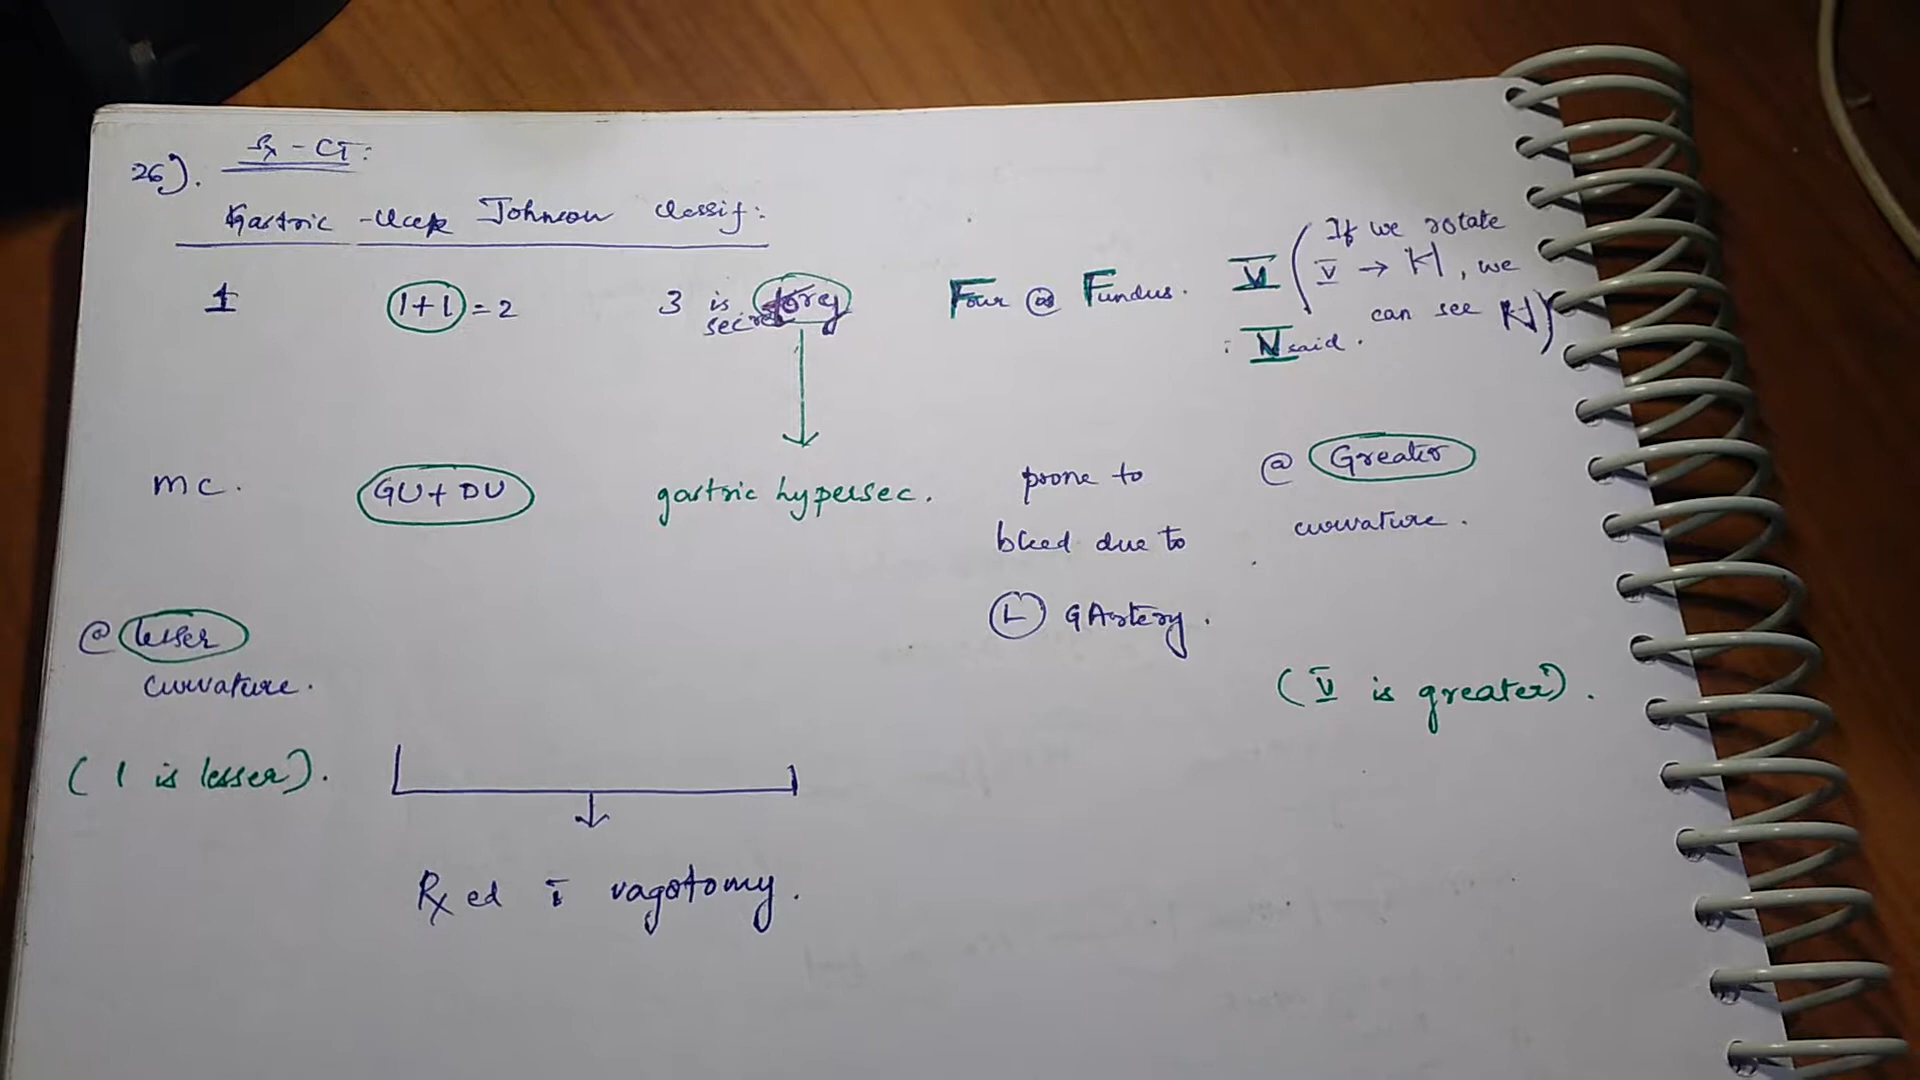 26).
Sx - GI:
Gastric - Ulcer Johnson Classif:
1
1+1 = 2
3 is secretory
Four @ Fundus.
V (If we rotate
V → , we
can see N)
: N said.
mc.
GU + DU
gastric hypersec.
prone to
bleed due to
L G Artery.
@ Greater
curvature.
@ lesser
curvature.
(V is greater).
(1 is lesser).
Rx ed c̄ vagotomy.